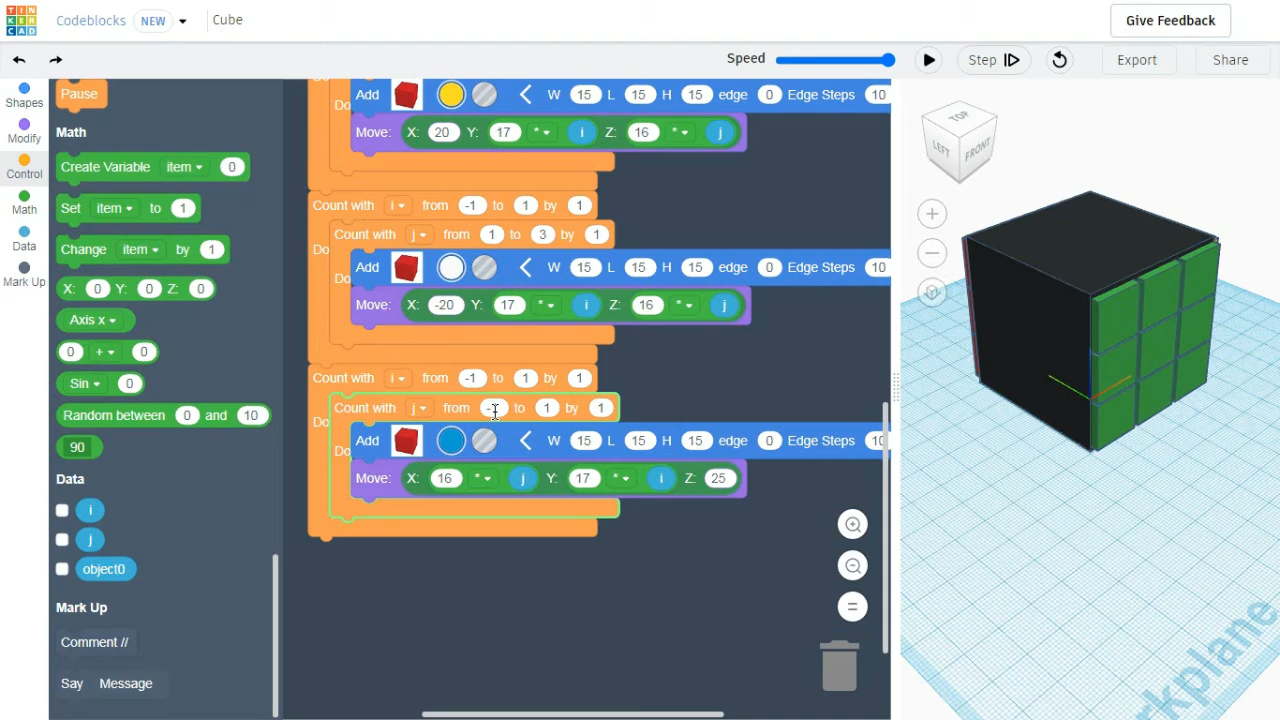 TIN
KER
CAD
Codeblocks NEW Cube Give Feedback
Speed Step Export Share
Shapes
Modify
Control
Math
Data
Mark Up
Pause
Math
Create Variable item 0
Set item to 1
Change item by 1
X: 0 Y: 0 Z: 0
Axis x
0 + 0
Sin 0
Random between 0 and 10
90
Data
i
j
object0
Mark Up
Comment //
Say Message
Do
Do Add W 15 L 15 H 15 edge 0 Edge Steps 10
Move: X: 20 Y: 17 * i Z: 16 * j
Count with i from -1 to 1 by 1
Do Count with j from 1 to 3 by 1
Do Add W 15 L 15 H 15 edge 0 Edge Steps 10
Move: X: -20 Y: 17 * i Z: 16 * j
Count with i from -1 to 1 by 1
Do Count with j from to 1 by 1
Do Add W 15 L 15 H 15 edge 0 Edge Steps 10
Move: X: 16 * j Y: 17 * i Z: 25
TOP
LEFT FRONT
rkplane